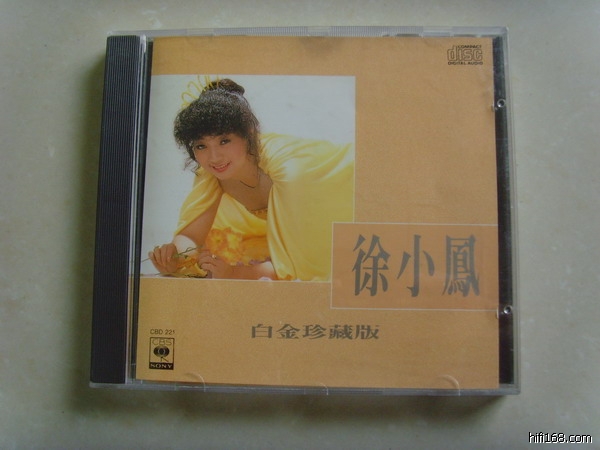 COMPACT
disc
DIGITAL AUDIO
徐小鳳
白金珍藏版
CBD 221
CBS
SONY
hifi168.com